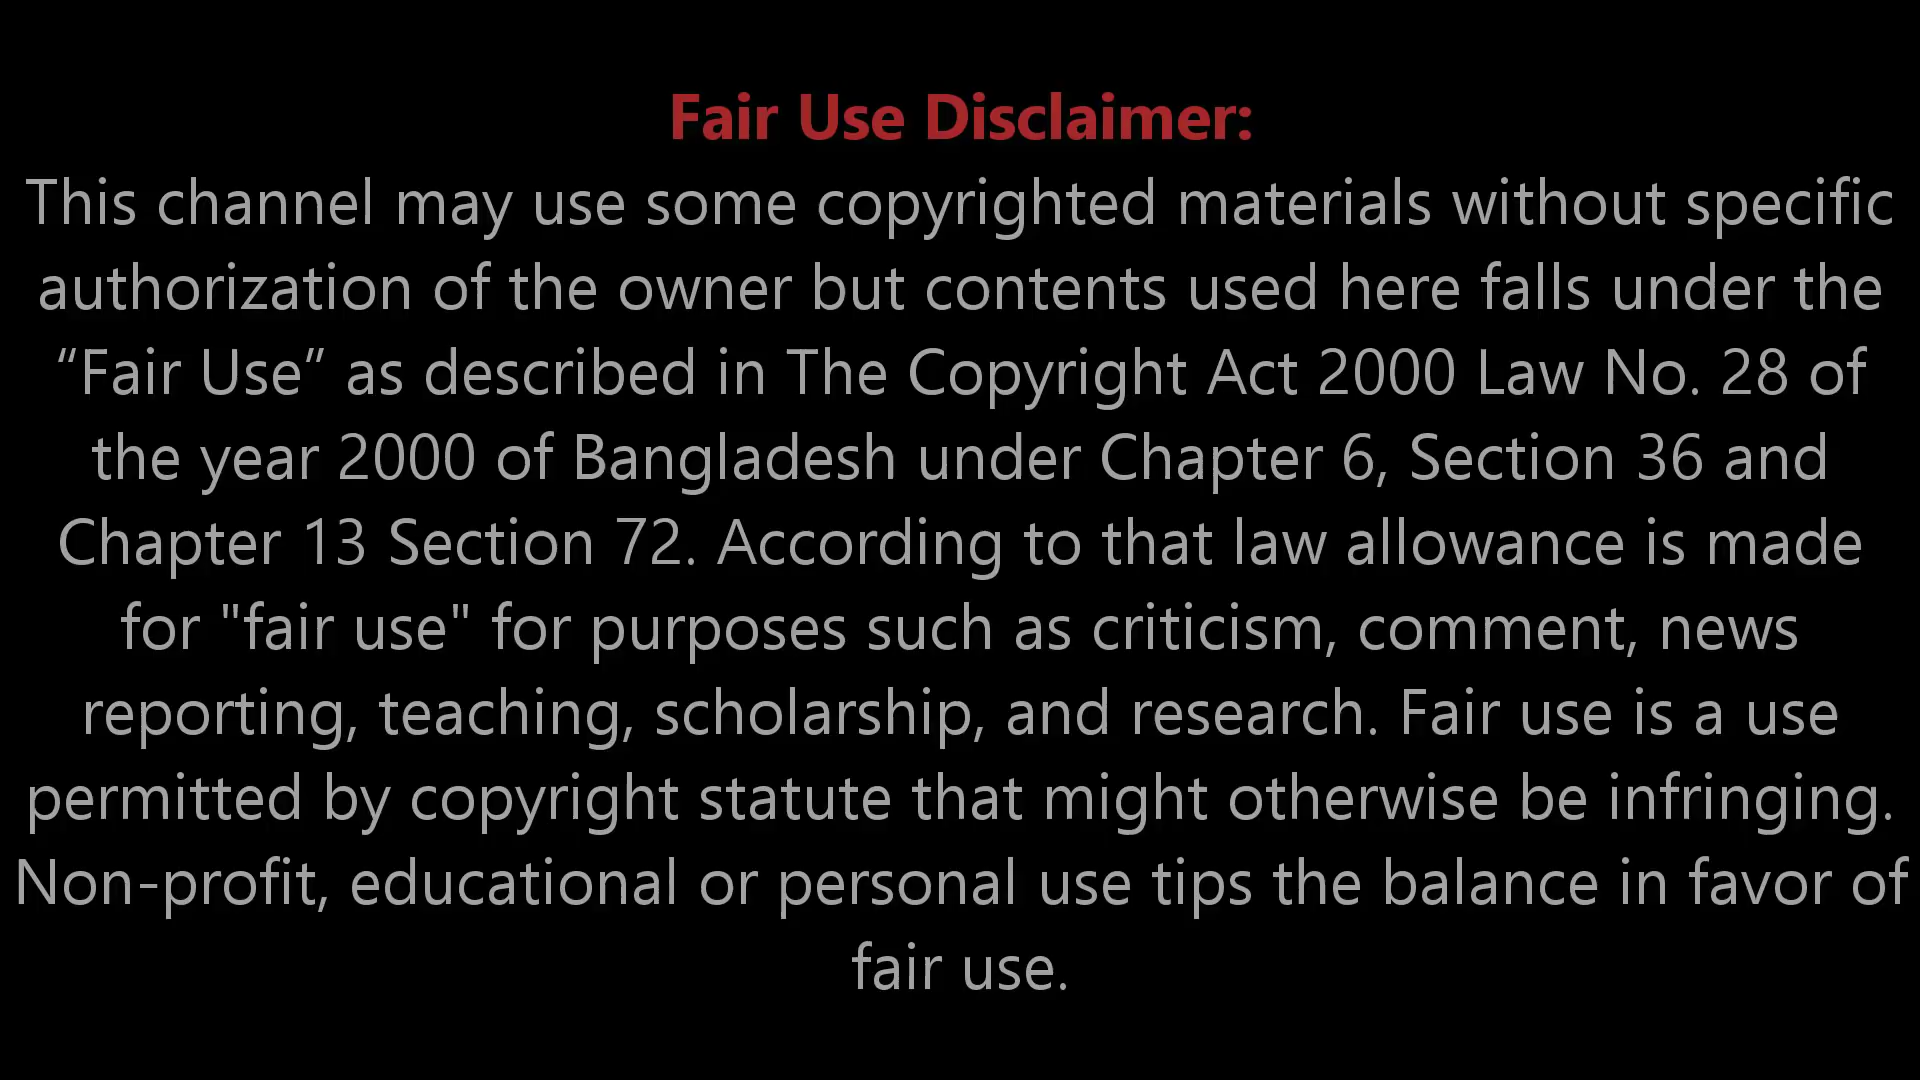 Fair Use Disclaimer:
This channel may use some copyrighted materials without specific
authorization of the owner but contents used here falls under the
“Fair Use” as described in The Copyright Act 2000 Law No. 28 of
the year 2000 of Bangladesh under Chapter 6, Section 36 and
Chapter 13 Section 72. According to that law allowance is made
for "fair use" for purposes such as criticism, comment, news
reporting, teaching, scholarship, and research. Fair use is a use
permitted by copyright statute that might otherwise be infringing.
Non-profit, educational or personal use tips the balance in favor of
fair use.